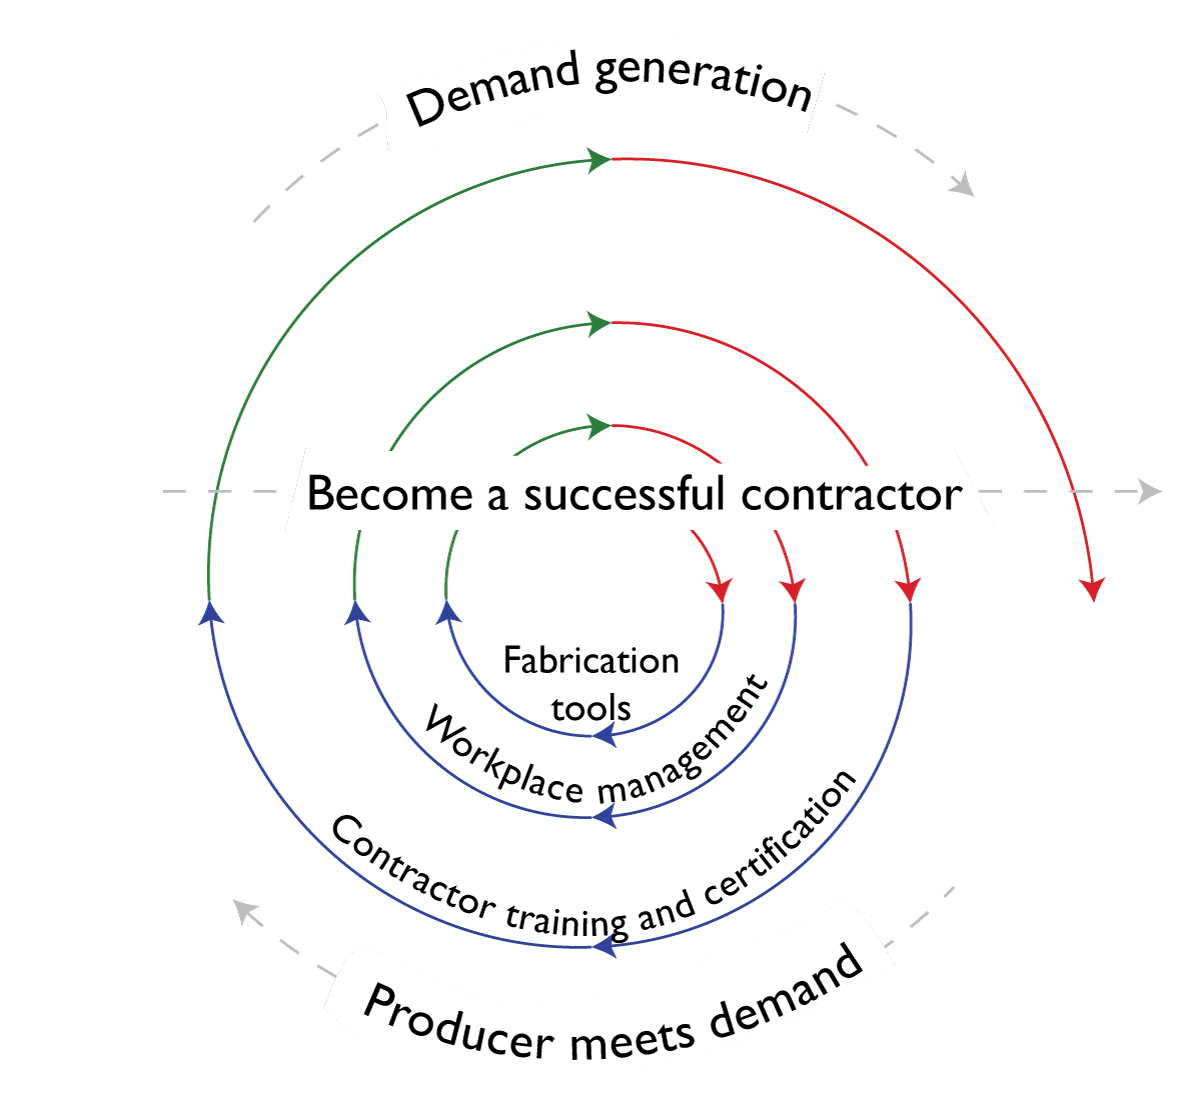 Demand generation
Become a successful contractor
Fabrication
tools
Workplace management
Contractor training and certification
Producer meets demand